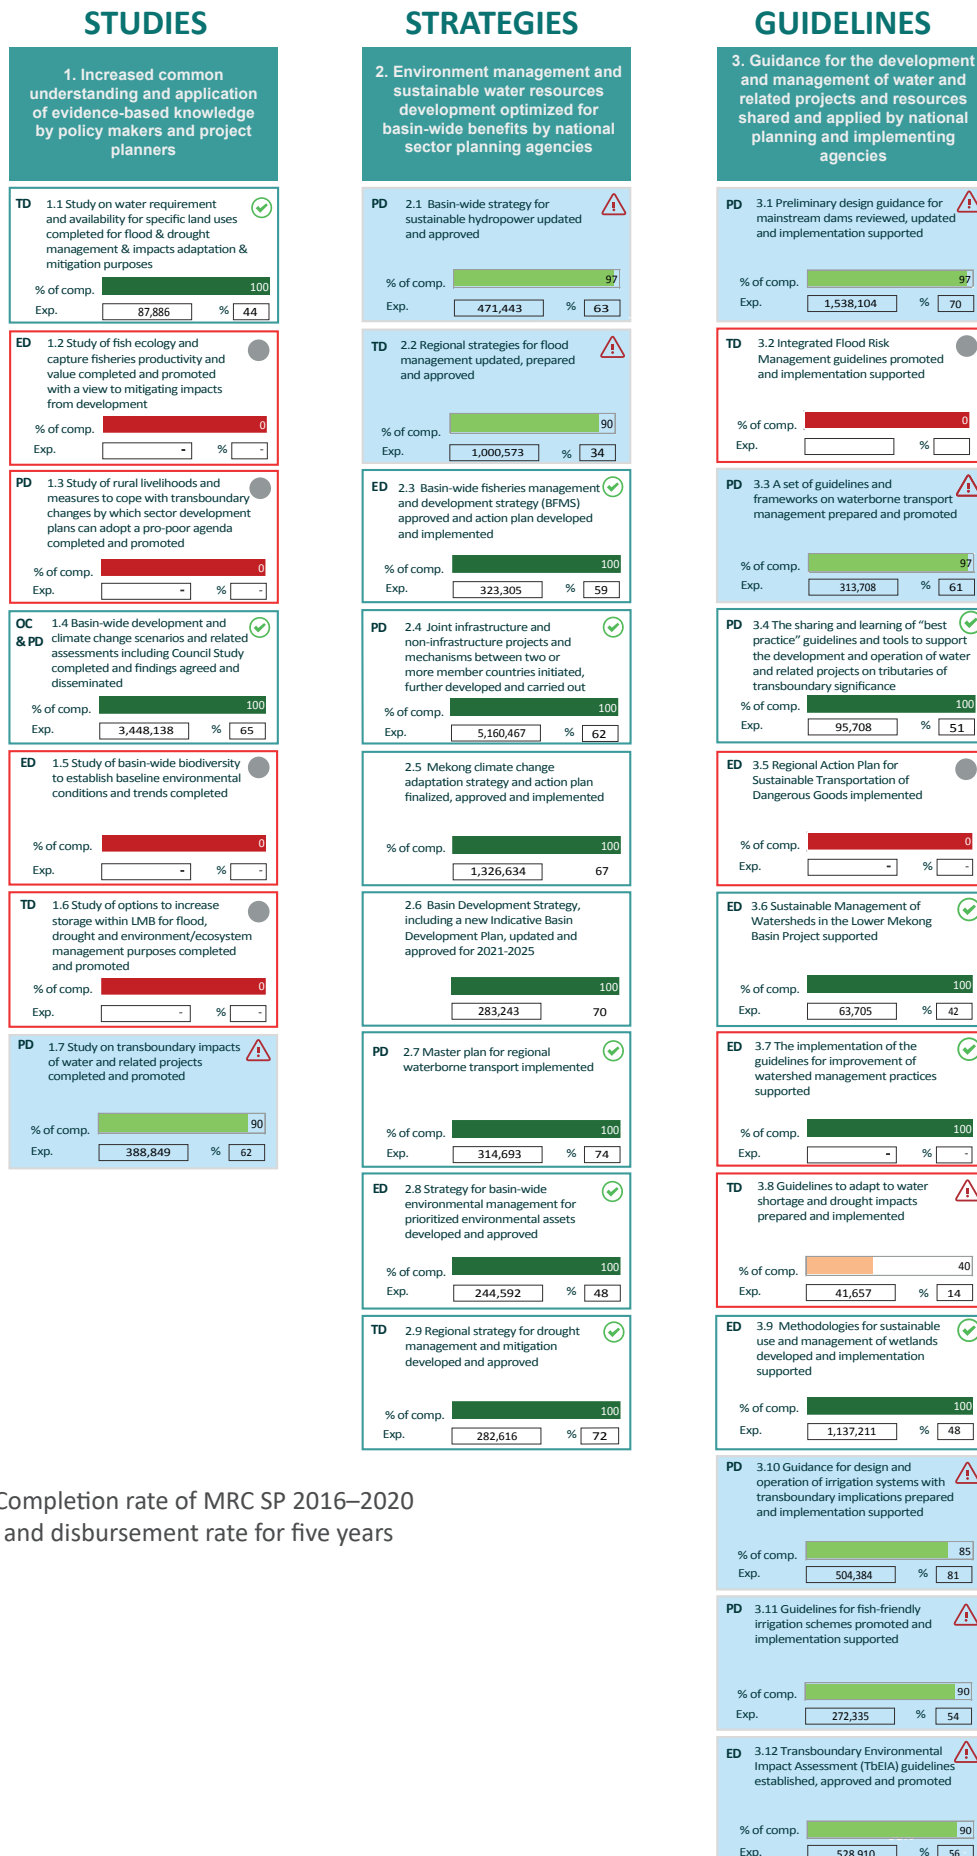 STUDIES
1. Increased common
understanding and application
of evidence-based knowledge
by policy makers and project
planners
TD 1.1 Study on water requirement
and availability for specific land uses
completed for flood & drought
management & impacts adaptation &
mitigation purposes
% of comp. 100
Exp. 87,886 % 44
ED 1.2 Study of fish ecology and
capture fisheries productivity and
value completed and promoted
with a view to mitigating impacts
from development
% of comp. 0
Exp. - % -
PD 1.3 Study of rural livelihoods and
measures to cope with transboundary
changes by which sector development
plans can adopt a pro-poor agenda
completed and promoted
% of comp. 0
Exp. - % -
OC 1.4 Basin-wide development and
& PD climate change scenarios and related
assessments including Council Study
completed and findings agreed and
disseminated
% of comp. 100
Exp. 3,448,138 % 65
ED 1.5 Study of basin-wide biodiversity
to establish baseline environmental
conditions and trends completed
% of comp. 0
Exp. - % -
TD 1.6 Study of options to increase
storage within LMB for flood,
drought and environment/ecosystem
management purposes completed
and promoted
% of comp. 0
Exp. - % -
PD 1.7 Study on transboundary impacts
of water and related projects
completed and promoted
% of comp. 90
Exp. 388,849 % 62
STRATEGIES
2. Environment management and
sustainable water resources
development optimized for
basin-wide benefits by national
sector planning agencies
PD 2.1 Basin-wide strategy for
sustainable hydropower updated
and approved
% of comp. 97
Exp. 471,443 % 63
TD 2.2 Regional strategies for flood
management updated, prepared
and approved
% of comp. 90
Exp. 1,000,573 % 34
ED 2.3 Basin-wide fisheries management
and development strategy (BFMS)
approved and action plan developed
and implemented
% of comp. 100
Exp. 323,305 % 59
PD 2.4 Joint infrastructure and
non-infrastructure projects and
mechanisms between two or
more member countries initiated,
further developed and carried out
% of comp. 100
Exp. 5,160,467 % 62
2.5 Mekong climate change
adaptation strategy and action plan
finalized, approved and implemented
% of comp. 100
1,326,634 67
2.6 Basin Development Strategy,
including a new Indicative Basin
Development Plan, updated and
approved for 2021-2025
100
283,243 70
PD 2.7 Master plan for regional
waterborne transport implemented
% of comp. 100
Exp. 314,693 % 74
ED 2.8 Strategy for basin-wide
environmental management for
prioritized environmental assets
developed and approved
% of comp. 100
Exp. 244,592 % 48
TD 2.9 Regional strategy for drought
management and mitigation
developed and approved
% of comp. 100
Exp. 282,616 % 72
GUIDELINES
3. Guidance for the development
and management of water and
related projects and resources
shared and applied by national
planning and implementing
agencies
PD 3.1 Preliminary design guidance for
mainstream dams reviewed, updated
and implementation supported
% of comp. 97
Exp. 1,538,104 % 70
TD 3.2 Integrated Flood Risk
Management guidelines promoted
and implementation supported
% of comp. 0
Exp. %
PD 3.3 A set of guidelines and
frameworks on waterborne transport
management prepared and promoted
% of comp. 97
Exp. 313,708 % 61
PD 3.4 The sharing and learning of “best
practice” guidelines and tools to support
the development and operation of water
and related projects on tributaries of
transboundary significance
% of comp. 100
Exp. 95,708 % 51
ED 3.5 Regional Action Plan for
Sustainable Transportation of
Dangerous Goods implemented
% of comp. 0
Exp. - % -
ED 3.6 Sustainable Management of
Watersheds in the Lower Mekong
Basin Project supported
% of comp. 100
Exp. 63,705 % 42
ED 3.7 The implementation of the
guidelines for improvement of
watershed management practices
supported
% of comp. 100
Exp. - % -
TD 3.8 Guidelines to adapt to water
shortage and drought impacts
prepared and implemented
% of comp. 40
Exp. 41,657 % 14
ED 3.9 Methodologies for sustainable
use and management of wetlands
developed and implementation
supported
% of comp. 100
Exp. 1,137,211 % 48
PD 3.10 Guidance for design and
operation of irrigation systems with
transboundary implications prepared
and implementation supported
% of comp. 85
Exp. 504,384 % 81
PD 3.11 Guidelines for fish-friendly
irrigation schemes promoted and
implementation supported
% of comp. 90
Exp. 272,335 % 54
ED 3.12 Transboundary Environmental
Impact Assessment (TbEIA) guidelines
established, approved and promoted
% of comp. 90
Exp. 528,910 % 56
Completion rate of MRC SP 2016–2020
and disbursement rate for five years